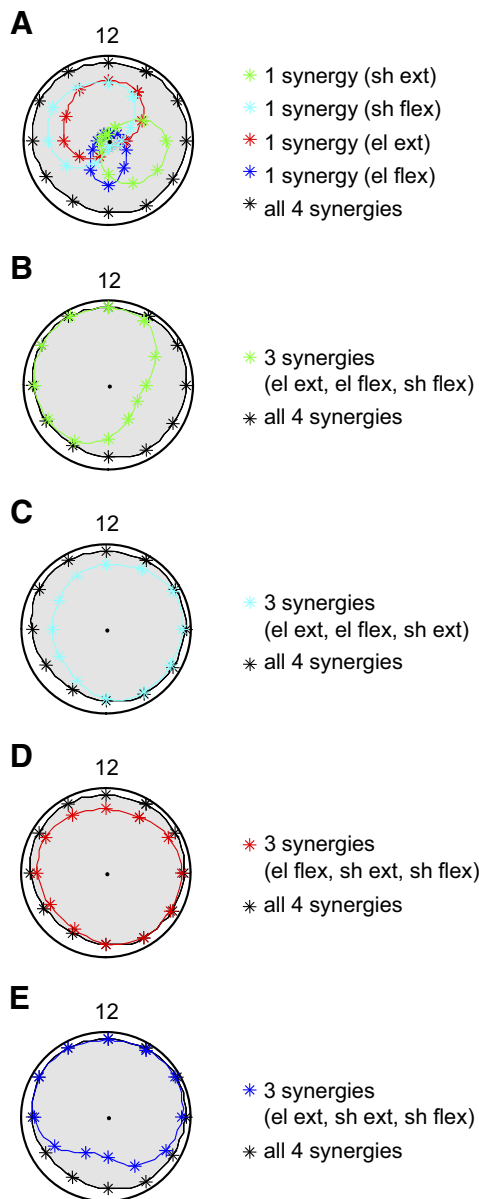 A
12
1 synergy (sh ext)
1 synergy (sh flex)
1 synergy (el ext)
1 synergy (el flex)
all 4 synergies
B
12
3 synergies
(el ext, el flex, sh flex)
all 4 synergies
C
12
3 synergies
(el ext, el flex, sh ext)
all 4 synergies
D
12
3 synergies
(el flex, sh ext, sh flex)
all 4 synergies
E
12
3 synergies
(el ext, sh ext, sh flex)
all 4 synergies